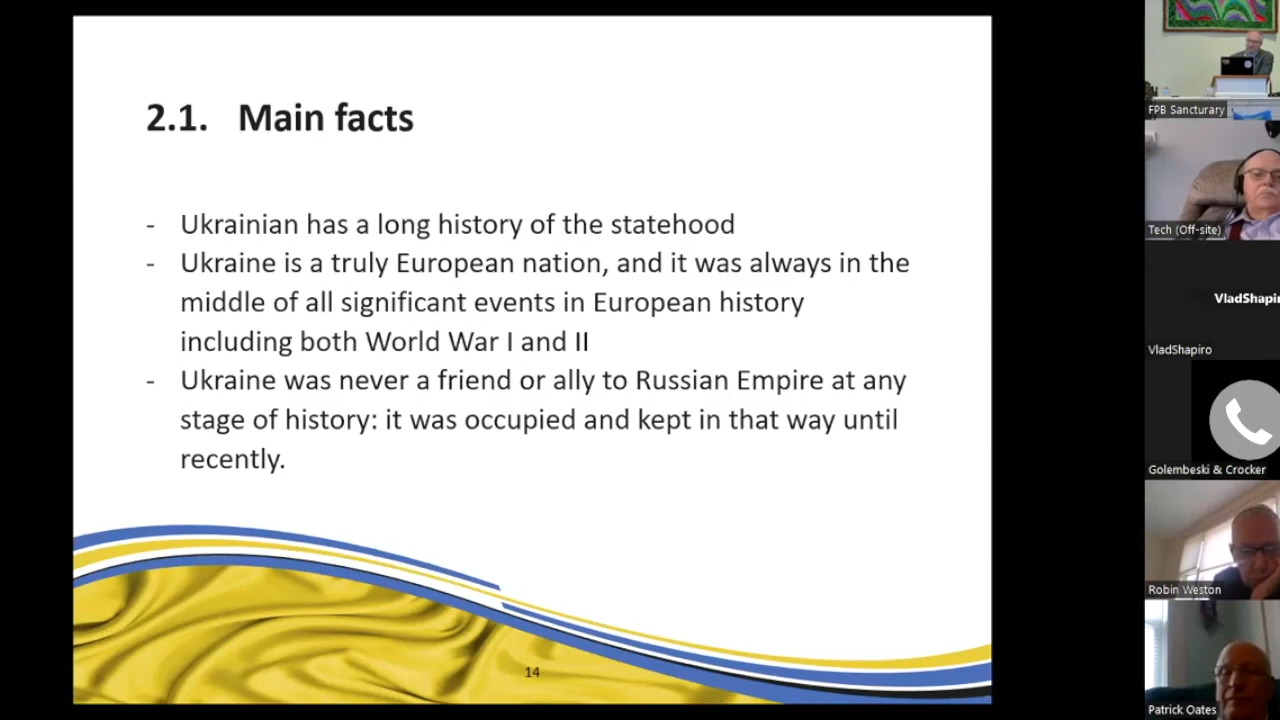 2.1. Main facts
- Ukrainian has a long history of the statehood
- Ukraine is a truly European nation, and it was always in the
middle of all significant events in European history
including both World War I and II
- Ukraine was never a friend or ally to Russian Empire at any
stage of history: it was occupied and kept in that way until
recently.
14
FPB Sancturary
Tech (Off-site)
VladShapi
VladShapiro
Golembeski & Crocker
Robin Weston
Patrick Oates